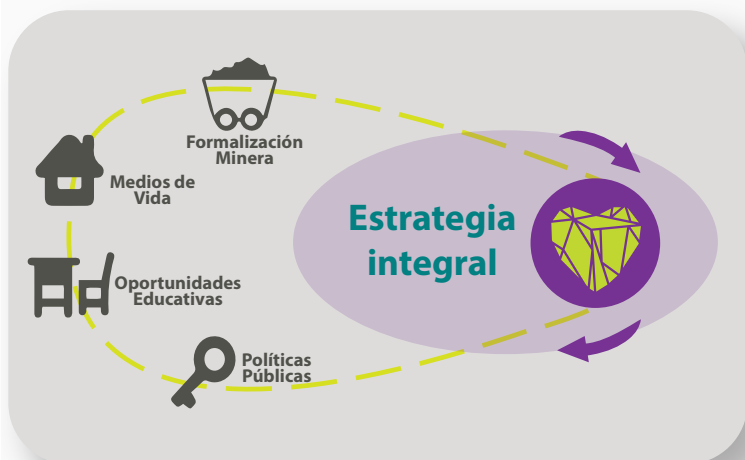 Formalización
Minera
Medios de
Vida
Estrategia
integral
Oportunidades
Educativas
Políticas
Públicas